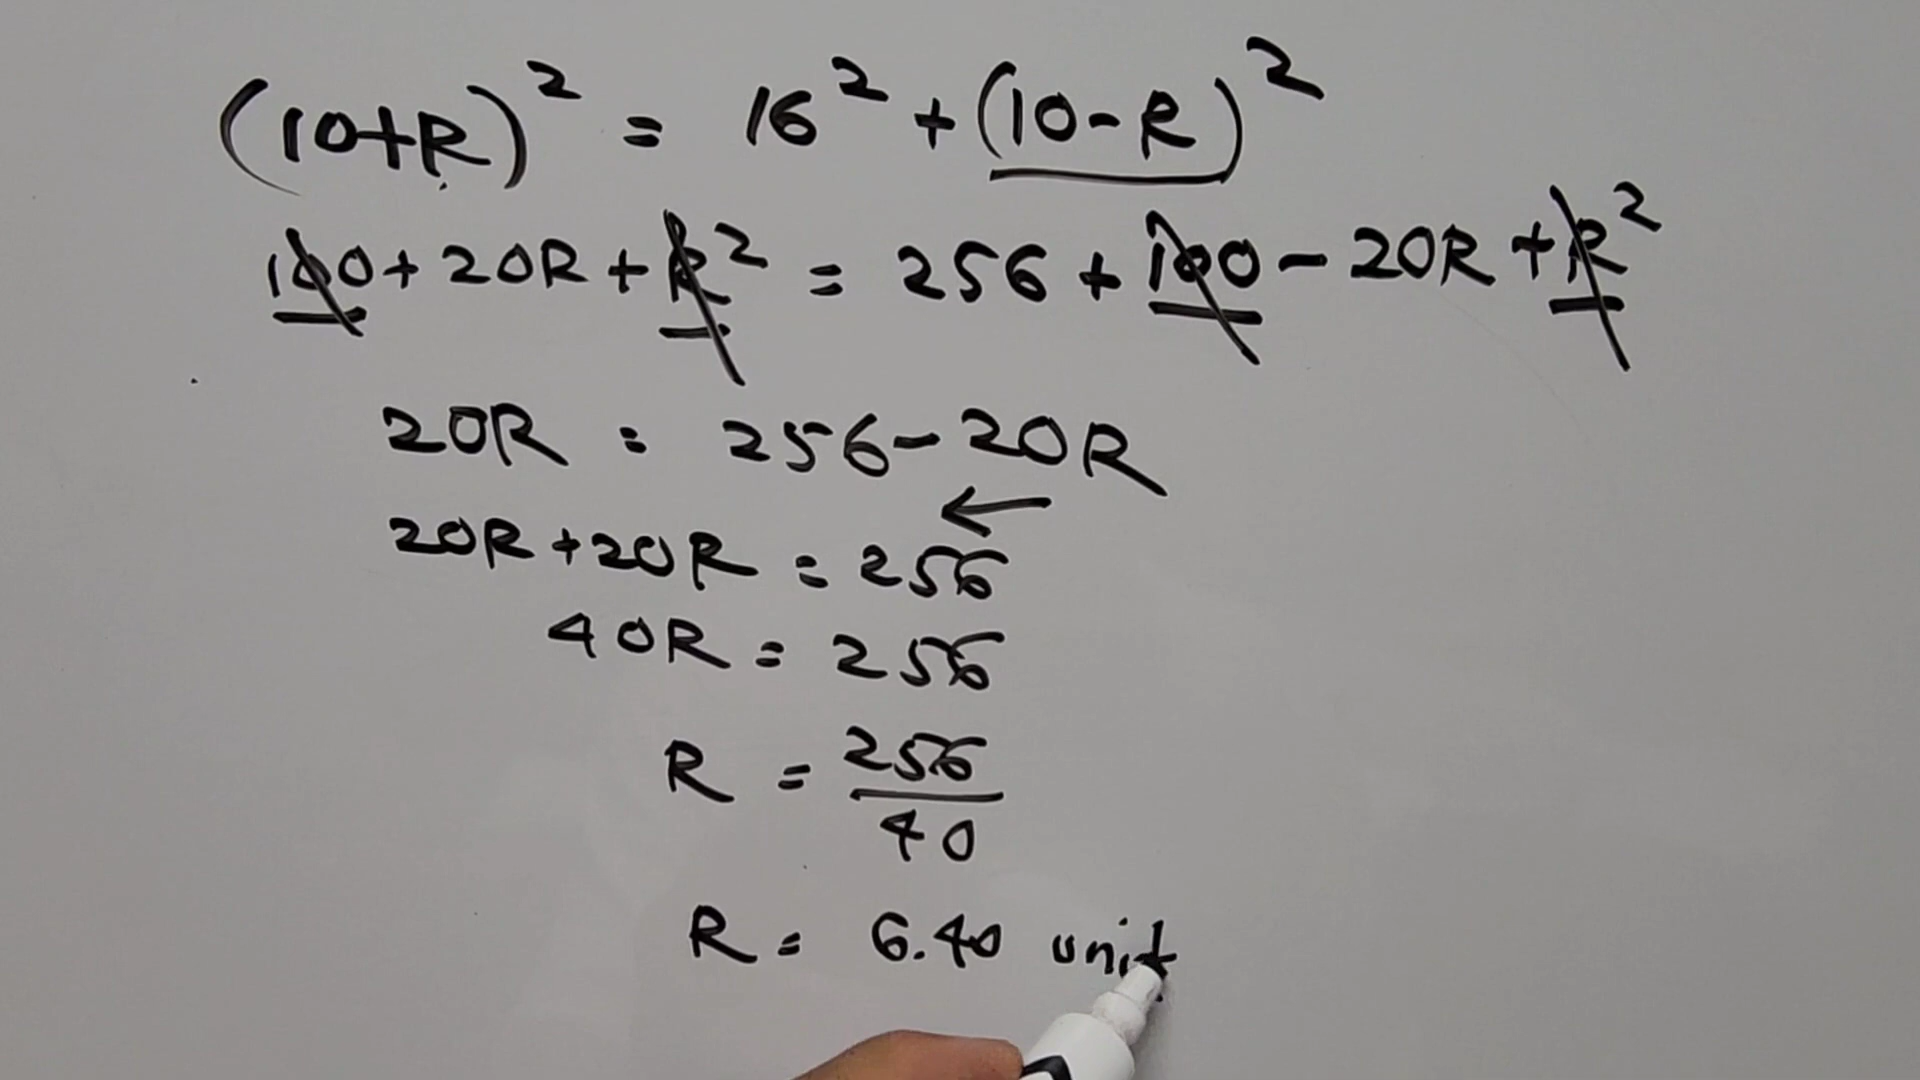 (10+R)² = 16² + (10-R)²
100 + 20R + R² = 256 + 100 - 20R + R²
20R = 256 - 20R
←
20R + 20R = 256
40R = 256
R = 256/40
R = 6.40 unit